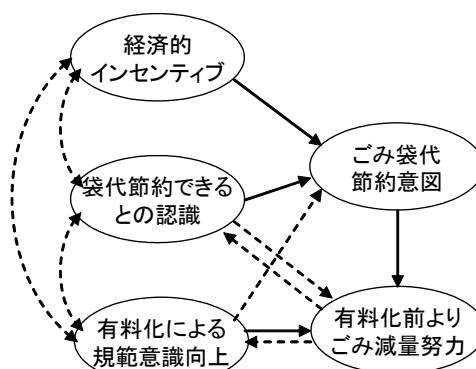 経済的
インセンティブ
ごみ袋代
節約意図
袋代節約できる
との認識
有料化による
規範意識向上
有料化前より
ごみ減量努力